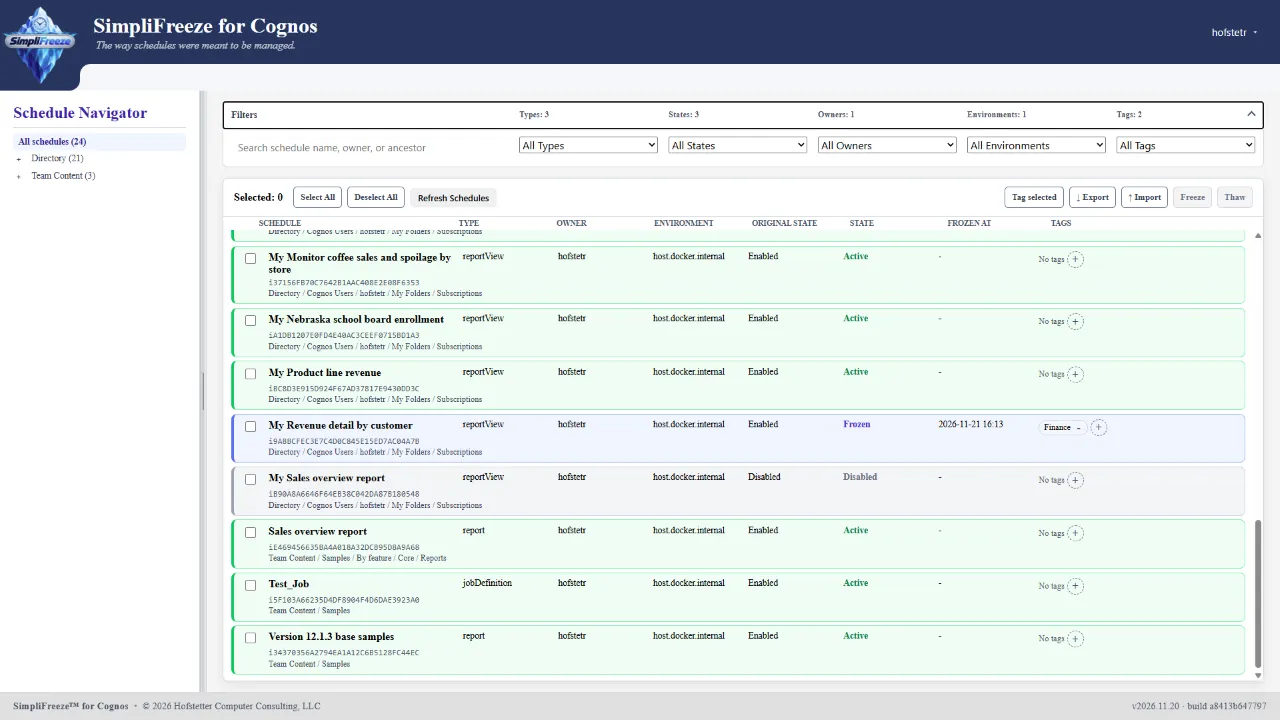 SimpliFreeze
SimpliFreeze for Cognos
The way schedules were meant to be managed.
hofstetr
Schedule Navigator
All schedules (24)
Directory (21)
+ Team Content (3)
Filters Types: 3 States: 3 Owners: 1 Environments: 1 Tags: 2
Search schedule name, owner, or ancestor All Types All States All Owners All Environments All Tags
Selected: 0 Select All Deselect All Refresh Schedules Tag selected ↓ Export ↑ Import Freeze Thaw
SCHEDULE TYPE OWNER ENVIRONMENT ORIGINAL STATE STATE FROZEN AT TAGS
Directory / Cognos Users / hofstetr / My Folders / Subscriptions
My Monitor coffee sales and spoilage by store reportView hofstetr host.docker.internal Enabled Active - No tags +
i37156FB70C7642B1AAC408E2E08F6353
Directory / Cognos Users / hofstetr / My Folders / Subscriptions
My Nebraska school board enrollment reportView hofstetr host.docker.internal Enabled Active - No tags +
iA1DB1207E0FD4E40AC3CEEF0715BD1A3
Directory / Cognos Users / hofstetr / My Folders / Subscriptions
My Product line revenue reportView hofstetr host.docker.internal Enabled Active - No tags +
iBC8D3E915D924F67AD37817E9430DD3C
Directory / Cognos Users / hofstetr / My Folders / Subscriptions
My Revenue detail by customer reportView hofstetr host.docker.internal Enabled Frozen 2026-11-21 16:13 Finance - +
i9ABBCFEC3E7C4D0C845E15ED7AC04A7B
Directory / Cognos Users / hofstetr / My Folders / Subscriptions
My Sales overview report reportView hofstetr host.docker.internal Disabled Disabled - No tags +
iB90A8A6646F64EB38C042DA87B180548
Directory / Cognos Users / hofstetr / My Folders / Subscriptions
Sales overview report report hofstetr host.docker.internal Enabled Active - No tags +
iE469456635BA4A018A32DCB95D8A9A68
Team Content / Samples / By feature / Core / Reports
Test_Job jobDefinition hofstetr host.docker.internal Enabled Active - No tags +
i5F103A66235D4DF8904F4D6DAE3923A0
Team Content / Samples
Version 12.1.3 base samples report hofstetr host.docker.internal Enabled Active - No tags +
i34370356A2794EA1A12C6B5128FC44EC
Team Content / Samples
SimpliFreeze™ for Cognos • © 2026 Hofstetter Computer Consulting, LLC v2026.11.20 · build a8413b647797